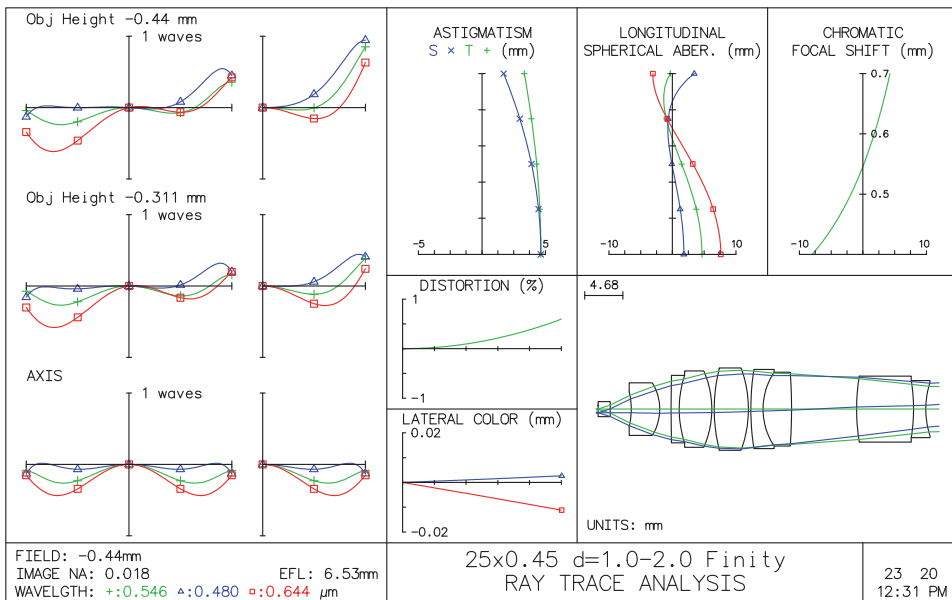 Obj Height -0.44 mm
1 waves
Obj Height -0.311 mm
1 waves
AXIS
1 waves
ASTIGMATISM
S × T + (mm)
-5
5
LONGITUDINAL
SPHERICAL ABER. (mm)
-10
10
CHROMATIC
FOCAL SHIFT (mm)
0.7
0.6
0.5
-10
10
DISTORTION (%)
1
-1
LATERAL COLOR (mm)
0.02
-0.02
4.68
UNITS: mm
FIELD: -0.44mm
IMAGE NA: 0.018 EFL: 6.53mm
WAVELGTH: +:0.546 △:0.480 □:0.644 µm
25x0.45 d=1.0-2.0 Finity
RAY TRACE ANALYSIS
23 20
12:31 PM